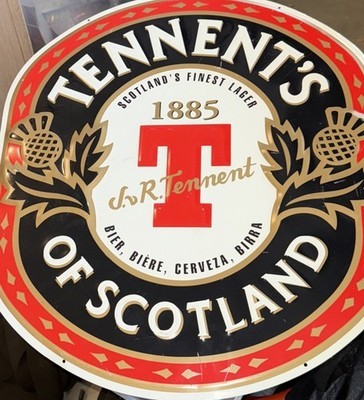 TENNENT'S
SCOTLAND'S FINEST LAGER
1885
T
J.&R. Tennent
BIER, BIÈRE, CERVEZA, BIRRA
OF SCOTLAND